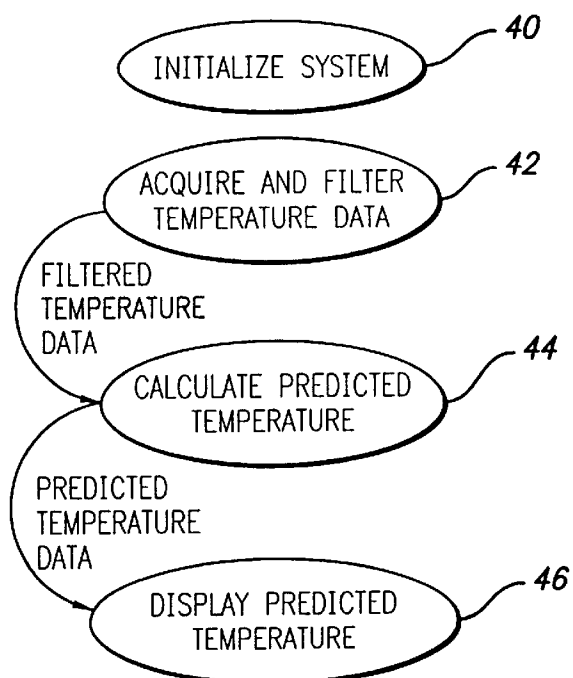 40
INITIALIZE SYSTEM
42
ACQUIRE AND FILTER
TEMPERATURE DATA
FILTERED
TEMPERATURE
DATA
44
CALCULATE PREDICTED
TEMPERATURE
PREDICTED
TEMPERATURE
DATA
46
DISPLAY PREDICTED
TEMPERATURE